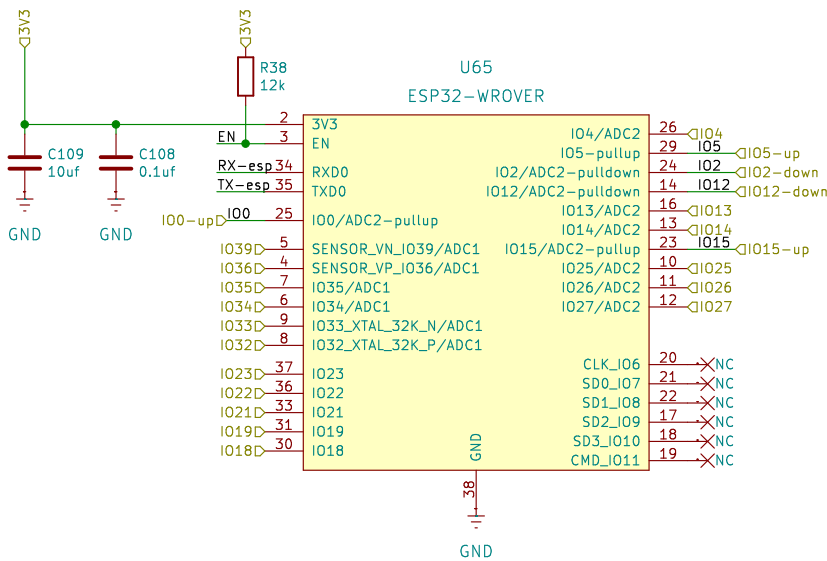 3V3
3V3
R38
12k
U65
ESP32-WROVER
C109
10uf
C108
0.1uf
GND
GND
2 3V3
EN 3 EN
RX-esp 34 RXD0
TX-esp 35 TXD0
IO0-up IO0 25 IO0/ADC2-pullup
IO39 5 SENSOR_VN_IO39/ADC1
IO36 4 SENSOR_VP_IO36/ADC1
IO35 7 IO35/ADC1
IO34 6 IO34/ADC1
IO33 9 IO33_XTAL_32K_N/ADC1
IO32 8 IO32_XTAL_32K_P/ADC1
IO23 37 IO23
IO22 36 IO22
IO21 33 IO21
IO19 31 IO19
IO18 30 IO18
IO4/ADC2 26 IO4
IO5-pullup 29 IO5 IO5-up
IO2/ADC2-pulldown 24 IO2 IO2-down
IO12/ADC2-pulldown 14 IO12 IO12-down
IO13/ADC2 16 IO13
IO14/ADC2 13 IO14
IO15/ADC2-pullup 23 IO15 IO15-up
IO25/ADC2 10 IO25
IO26/ADC2 11 IO26
IO27/ADC2 12 IO27
CLK_IO6 20 NC
SD0_IO7 21 NC
SD1_IO8 22 NC
SD2_IO9 17 NC
SD3_IO10 18 NC
CMD_IO11 19 NC
GND
38
GND